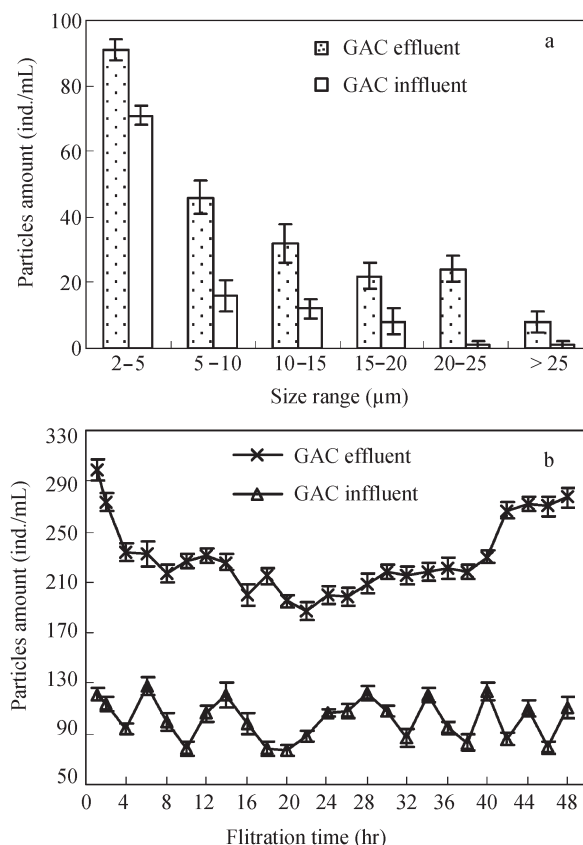 100
80
60
40
20
0
Particles amount (ind./mL)
GAC effluent
GAC inffluent
a
2-5 5-10 10-15 15-20 20-25 > 25
Size range (µm)
330
290
250
210
170
130
90
50
Particles amount (ind./mL)
GAC effluent
GAC inffluent
b
0 4 8 12 16 20 24 28 32 36 40 44 48
Flitration time (hr)